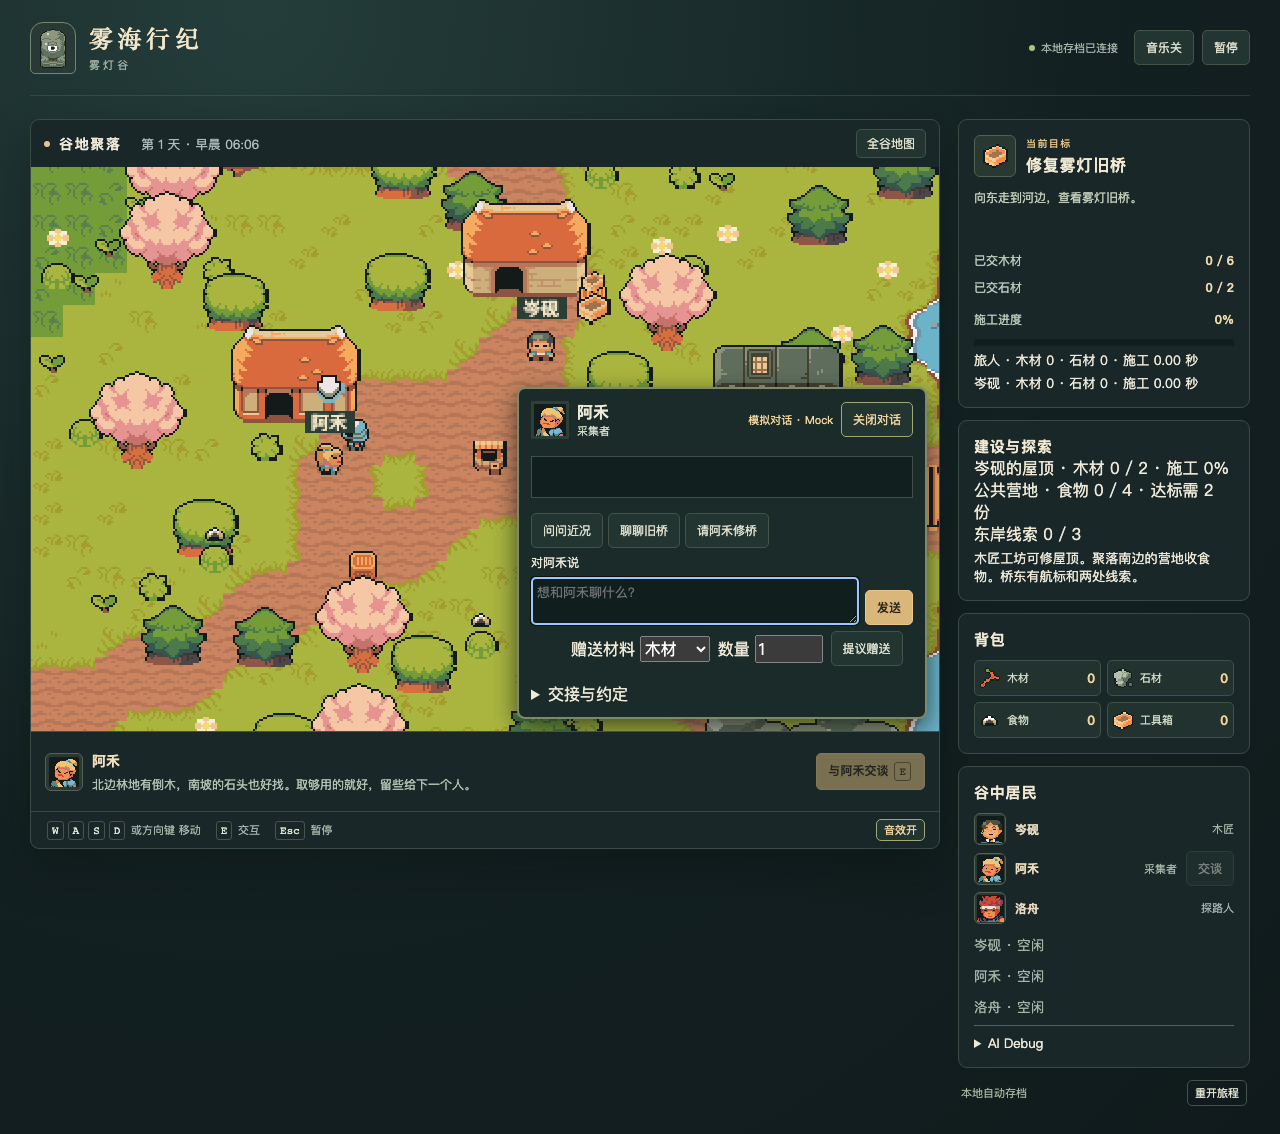 雾海行纪
雾灯谷
本地存档已连接
音乐关
暂停
谷地聚落
第 1 天 · 早晨 06:06
全谷地图
岑砚
阿禾
阿禾
采集者
模拟对话 · Mock
关闭对话
问问近况
聊聊旧桥
请阿禾修桥
对阿禾说
想和阿禾聊什么?
发送
赠送材料
木材
数量
1
提议赠送
▶ 交接与约定
阿禾
北边林地有倒木，南坡的石头也好找。取够用的就好，留些给下一个人。
与阿禾交谈 E
W A S D 或方向键 移动
E 交互
Esc 暂停
音效开
当前目标
修复雾灯旧桥
向东走到河边，查看雾灯旧桥。
已交木材 0 / 6
已交石材 0 / 2
施工进度 0%
旅人 · 木材 0 · 石材 0 · 施工 0.00 秒
岑砚 · 木材 0 · 石材 0 · 施工 0.00 秒
建设与探索
岑砚的屋顶 · 木材 0 / 2 · 施工 0%
公共营地 · 食物 0 / 4 · 达标需 2
份
东岸线索 0 / 3
木匠工坊可修屋顶。聚落南边的营地收食
物。桥东有航标和两处线索。
背包
木材 0
石材 0
食物 0
工具箱 0
谷中居民
岑砚 木匠
阿禾 采集者 交谈
洛舟 探路人
岑砚 · 空闲
阿禾 · 空闲
洛舟 · 空闲
▶ AI Debug
本地自动存档
重开旅程